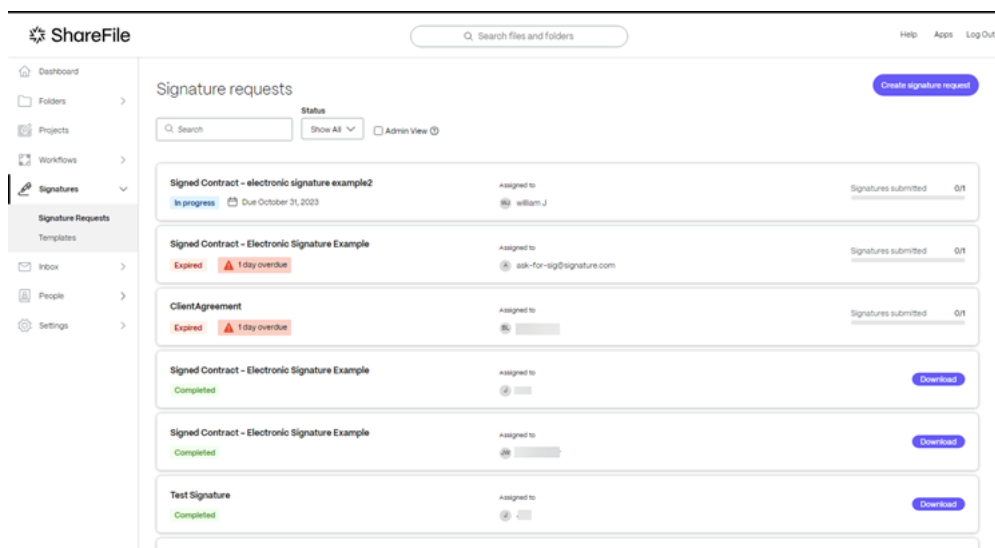 ShareFile
Search files and folders
Help Apps Log Out
Dashboard
Folders
Projects
Workflows
Signatures
Signature Requests
Templates
Inbox
People
Settings
Signature requests
Create signature request
Status
Search
Show All
Admin View
Signed Contract - electronic signature example2
In progress Due October 31, 2023
Assigned to
WJ william J
Signatures submitted 0/1
Signed Contract - Electronic Signature Example
Expired 1 day overdue
Assigned to
A ask-for-sig@signature.com
Signatures submitted 0/1
ClientAgreement
Expired 1 day overdue
Assigned to
BL
Signatures submitted 0/1
Signed Contract - Electronic Signature Example
Completed
Assigned to
J
Download
Signed Contract - Electronic Signature Example
Completed
Assigned to
JW
Download
Test Signature
Completed
Assigned to
J
Download